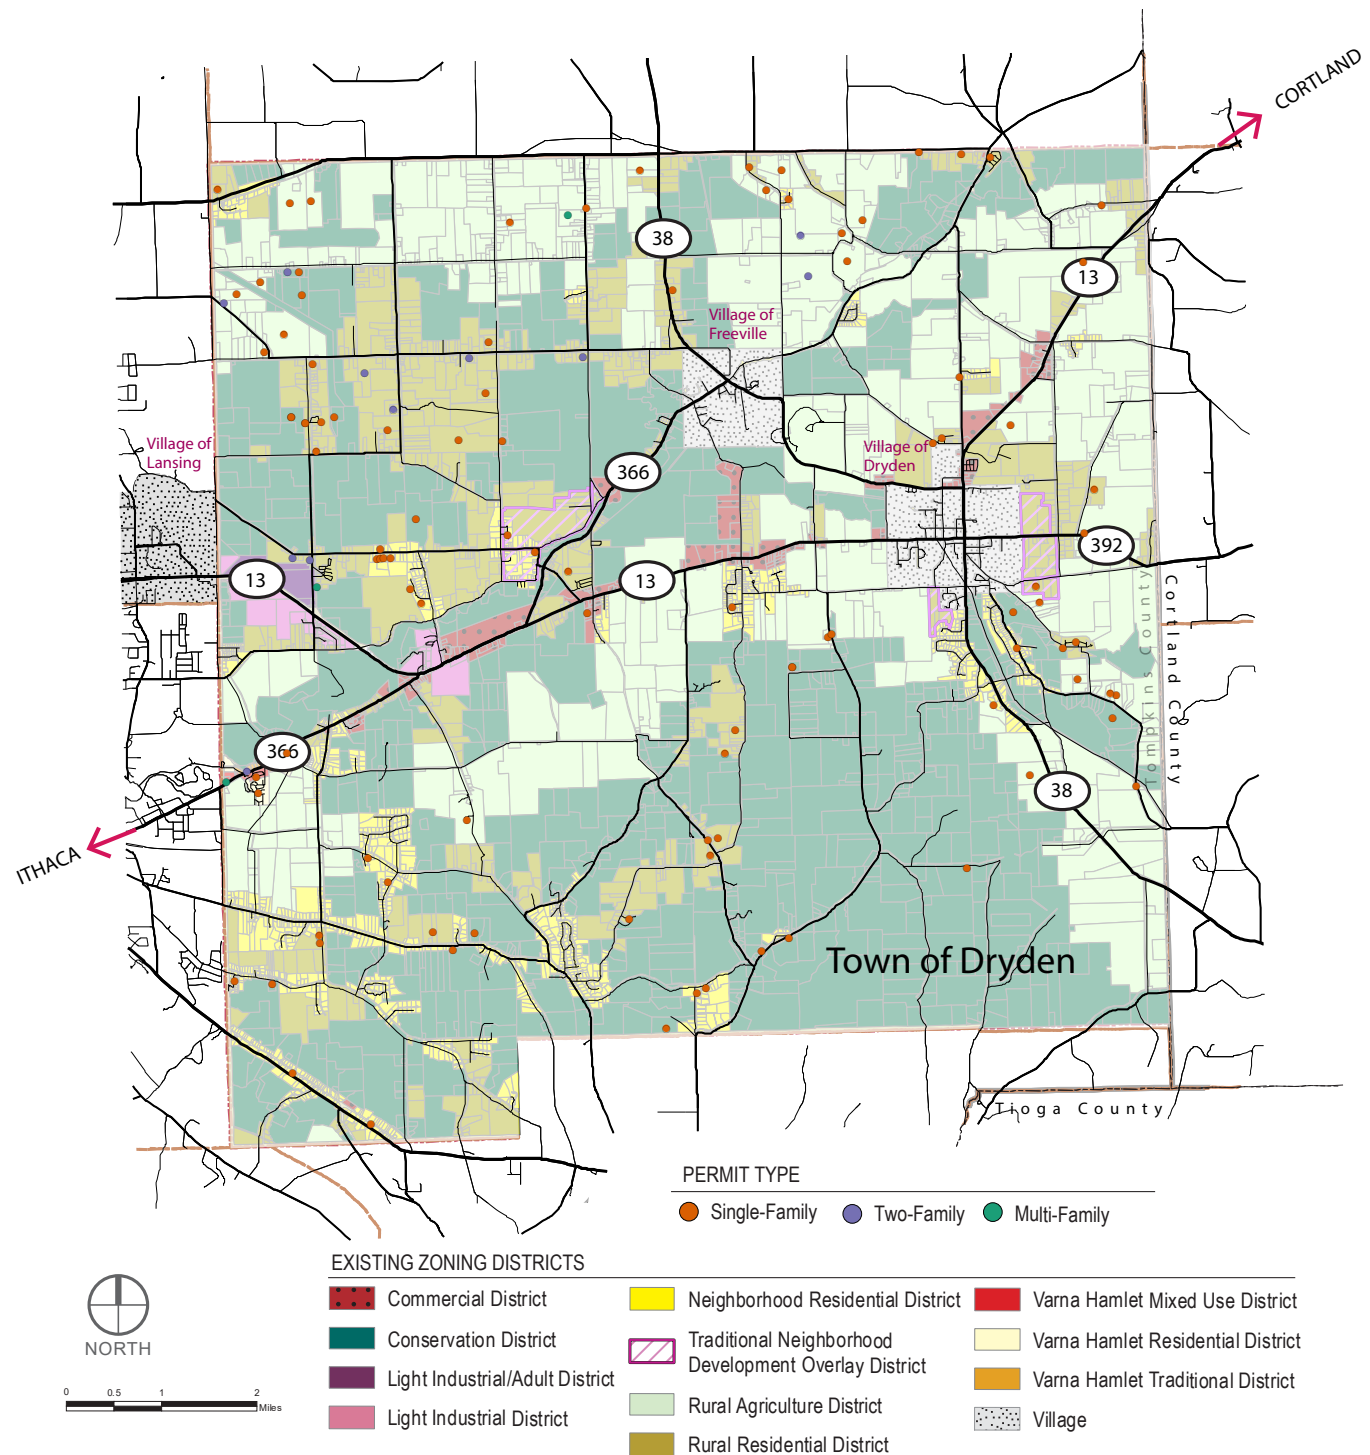 CORTLAND
38
13
Village of
Freeville
Village of
Lansing
Village of
Dryden
366
13
13
392
Tompkins County
Cortland County
366
38
ITHACA
Town of Dryden
Tioga County
PERMIT TYPE
Single-Family
Two-Family
Multi-Family
EXISTING ZONING DISTRICTS
Commercial District
Conservation District
Light Industrial/Adult District
Light Industrial District
Neighborhood Residential District
Traditional Neighborhood
Development Overlay District
Rural Agriculture District
Rural Residential District
Varna Hamlet Mixed Use District
Varna Hamlet Residential District
Varna Hamlet Traditional District
Village
NORTH
0 0.5 1 2
Miles